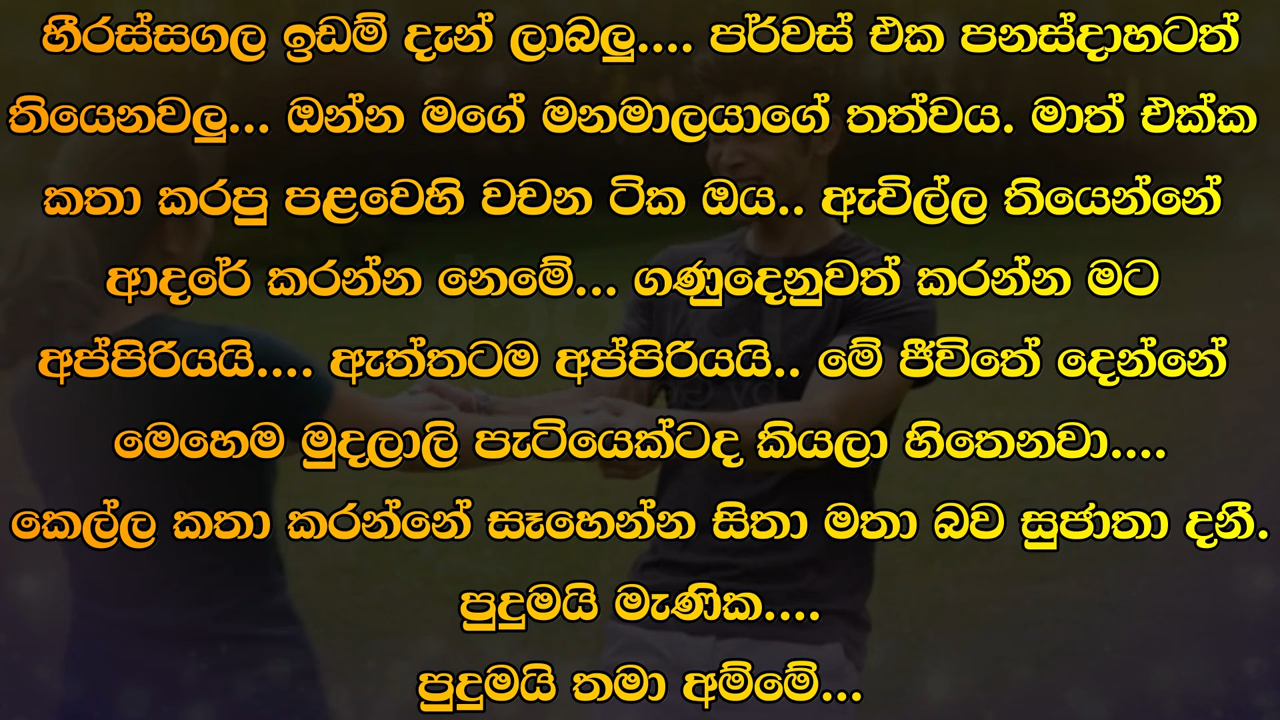 හීරස්සගල ඉඩම් දැන් ලාබලු.... පර්වස් එක පනස්දාහටත්
තියෙනවලු... ඔන්න මගේ මනමාලයාගේ තත්වය. මාත් එක්ක
කතා කරපු පළවෙහි වචන ටික ඔය.. ඇවිල්ල තියෙන්නේ
ආදරේ කරන්න නෙමේ... ගණුදෙනුවත් කරන්න මට
අප්පිරියයි.... ඇත්තටම අප්පිරියයි.. මේ ජීවිතේ දෙන්නේ
මෙහෙම මුදලාලි පැටියෙක්ටද කියලා හිතෙනවා....
කෙල්ල කතා කරන්නේ සෑහෙන්න සිතා මතා බව සුජාතා දනී.
පුදුමයි මැණික....
පුදුමයි තමා අම්මේ...